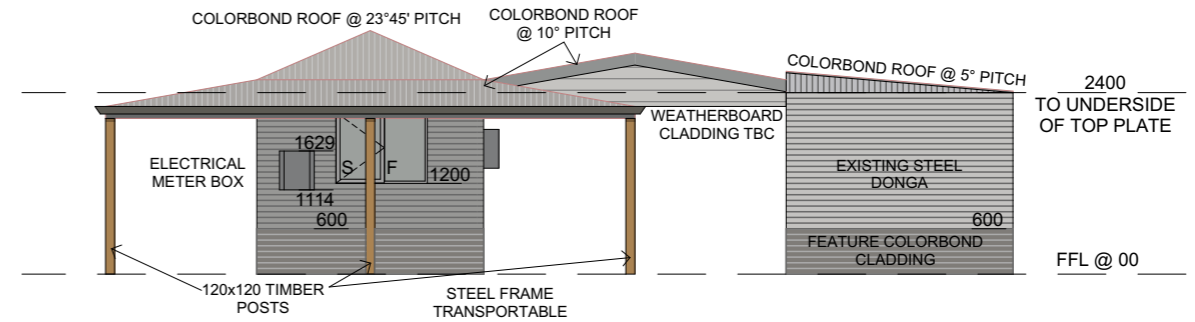 COLORBOND ROOF @ 23°45' PITCH
COLORBOND ROOF
@ 10° PITCH
COLORBOND ROOF @ 5° PITCH
2400
TO UNDERSIDE
OF TOP PLATE
WEATHERBOARD
CLADDING TBC
ELECTRICAL
METER BOX
1629
S F
1200
1114
600
EXISTING STEEL
DONGA
600
FEATURE COLORBOND
CLADDING
FFL @ 00
120x120 TIMBER
POSTS
STEEL FRAME
TRANSPORTABLE